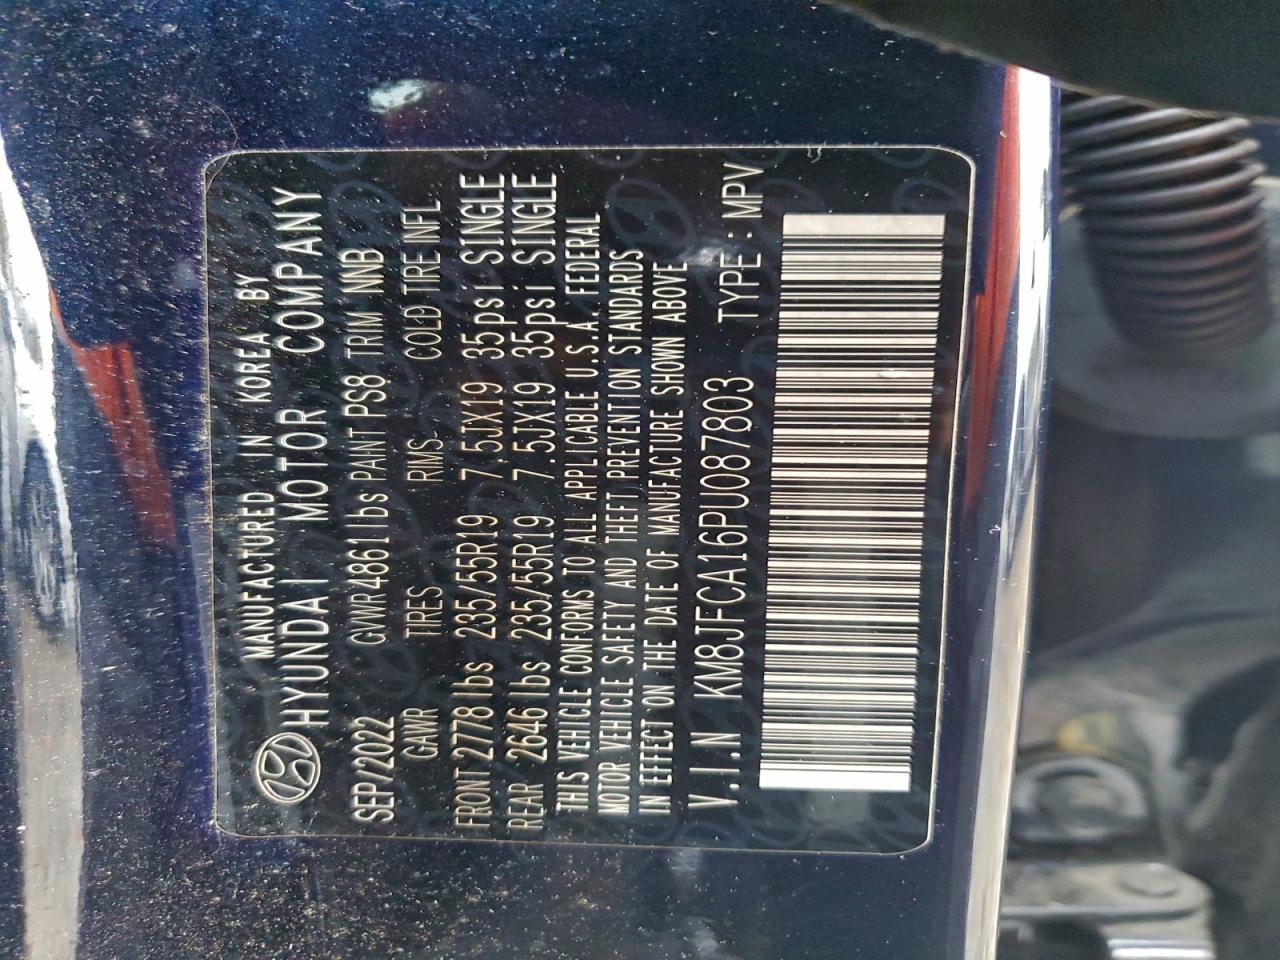 MANUFACTURED IN KOREA BY
HYUNDAI MOTOR COMPANY
SEP/2022 GVWR4861lbs PANT PS8 TRIM NNB
GAWR TIRES RIMS COLD TIRE INFL.
FRONT 2778 lbs 235/55R19 7.5JX19 35psi SINGLE
REAR 2646 lbs 235/55R19 7.5JX19 35psi SINGLE
THIS VEHICLE CONFORMS TO ALL APPLICABLE U.S.A. FEDERAL
MOTOR VEHICLE SAFETY AND THEFT PREVENTION STANDARDS
IN EFFECT ON THE DATE OF MANUFACTURE SHOWN ABOVE
V.I.N KM8JFCA16PU087803 TYPE : MPV